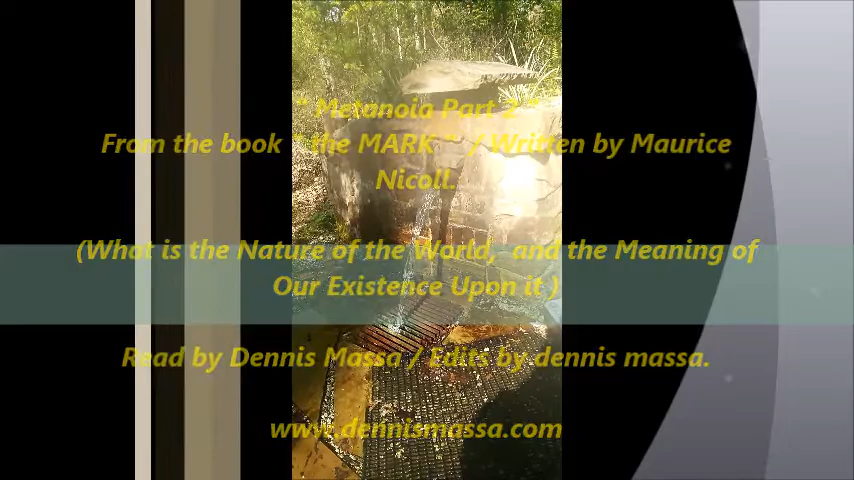 " Metanoia Part 2 "
From the book " the MARK " / Written by Maurice
Nicoll.
(What is the Nature of the World, and the Meaning of
Our Existence Upon it )
Read by Dennis Massa / Edits by dennis massa.
www.dennismassa.com